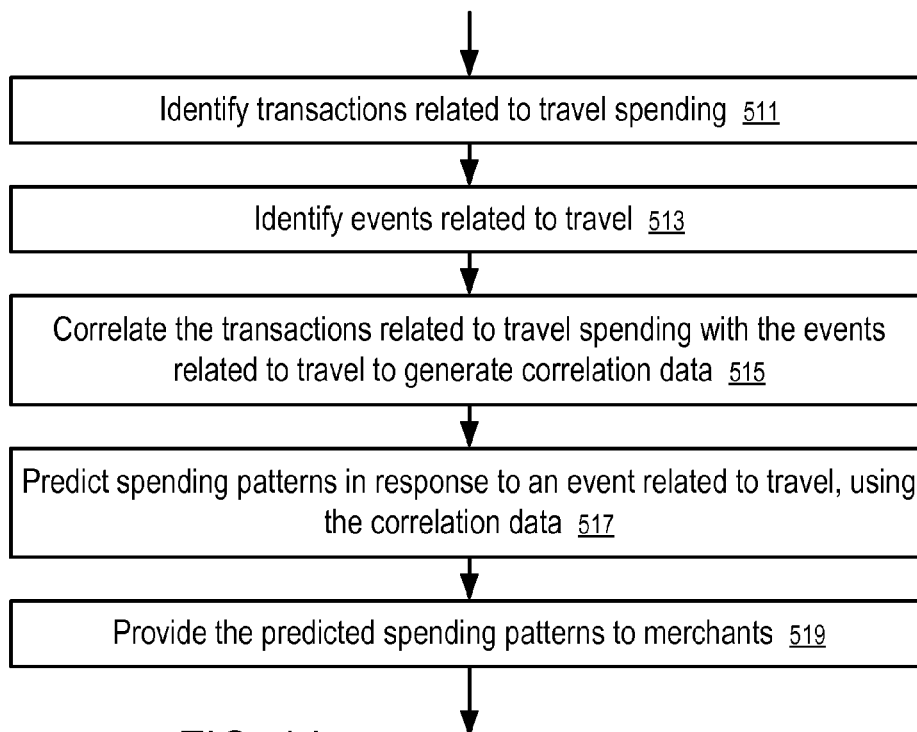 Identify transactions related to travel spending 511
Identify events related to travel 513
Correlate the transactions related to travel spending with the events
related to travel to generate correlation data 515
Predict spending patterns in response to an event related to travel, using
the correlation data 517
Provide the predicted spending patterns to merchants 519